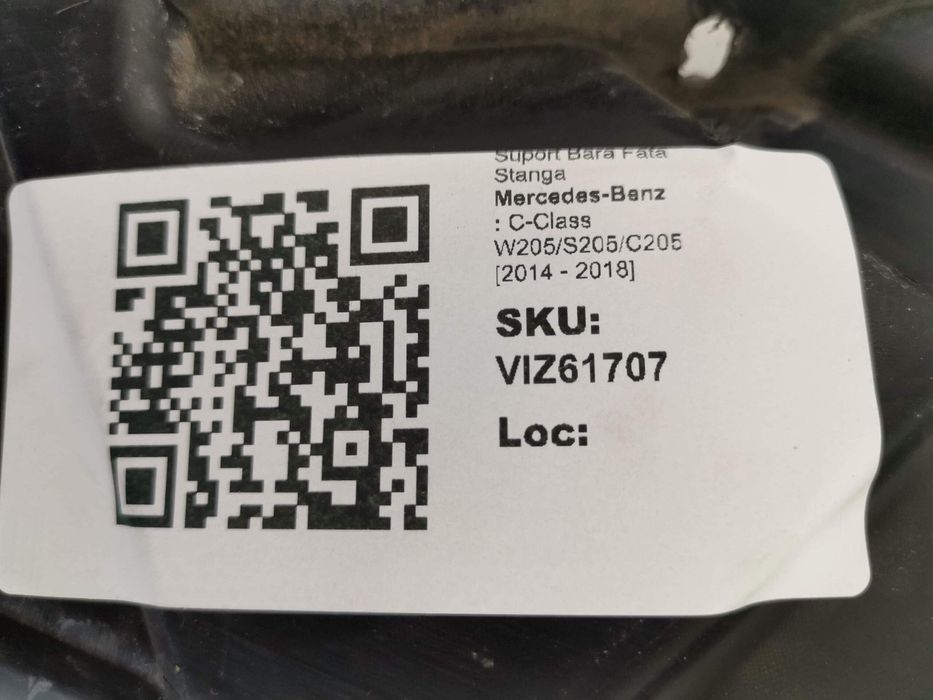 Suport Bara Fata
Stanga
Mercedes-Benz
: C-Class
W205/S205/C205
[2014 - 2018]
SKU:
VIZ61707
Loc: